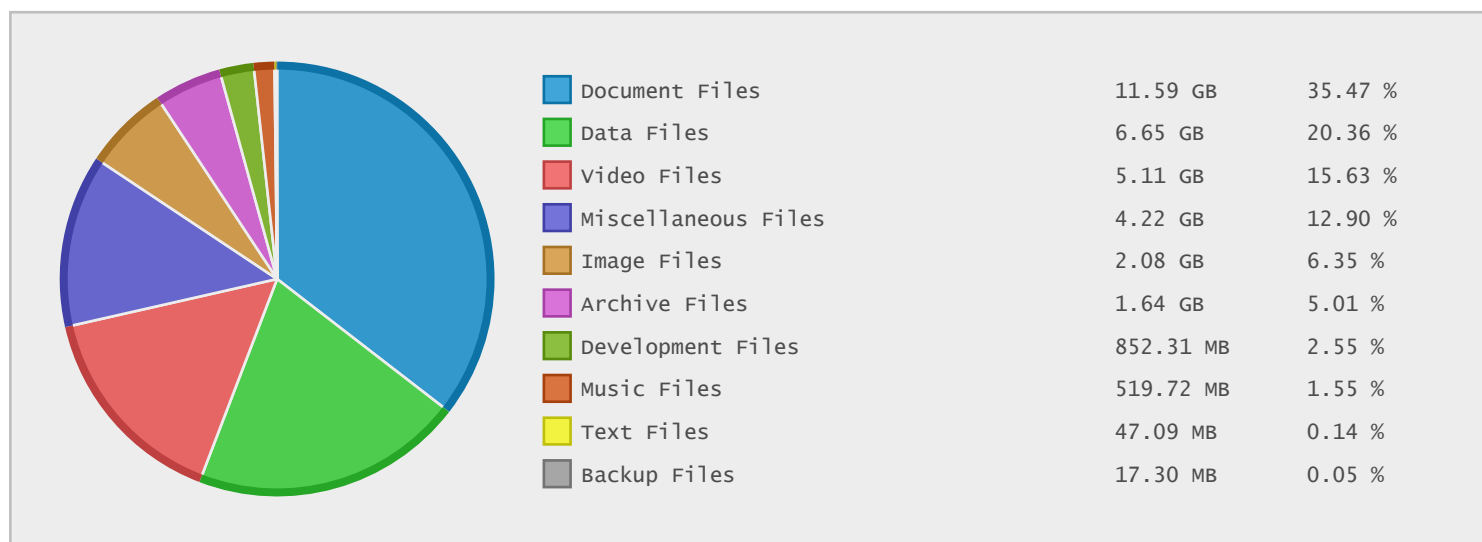 Document Files 11.59 GB 35.47 %
Data Files 6.65 GB 20.36 %
Video Files 5.11 GB 15.63 %
Miscellaneous Files 4.22 GB 12.90 %
Image Files 2.08 GB 6.35 %
Archive Files 1.64 GB 5.01 %
Development Files 852.31 MB 2.55 %
Music Files 519.72 MB 1.55 %
Text Files 47.09 MB 0.14 %
Backup Files 17.30 MB 0.05 %